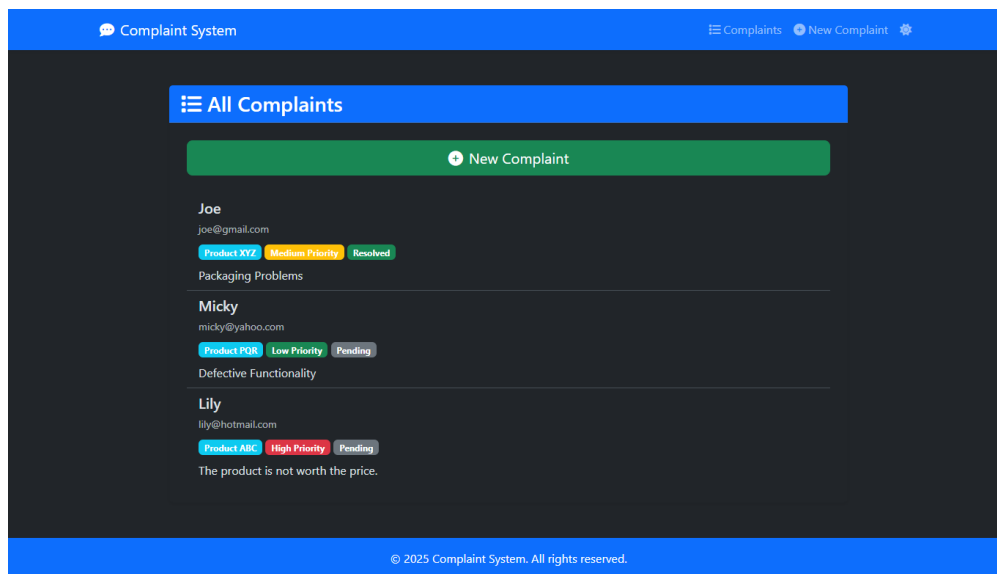 Complaint System
Complaints New Complaint
All Complaints
New Complaint
Joe
joe@gmail.com
Product XYZ Medium Priority Resolved
Packaging Problems
Micky
micky@yahoo.com
Product PQR Low Priority Pending
Defective Functionality
Lily
lily@hotmail.com
Product ABC High Priority Pending
The product is not worth the price.
© 2025 Complaint System. All rights reserved.